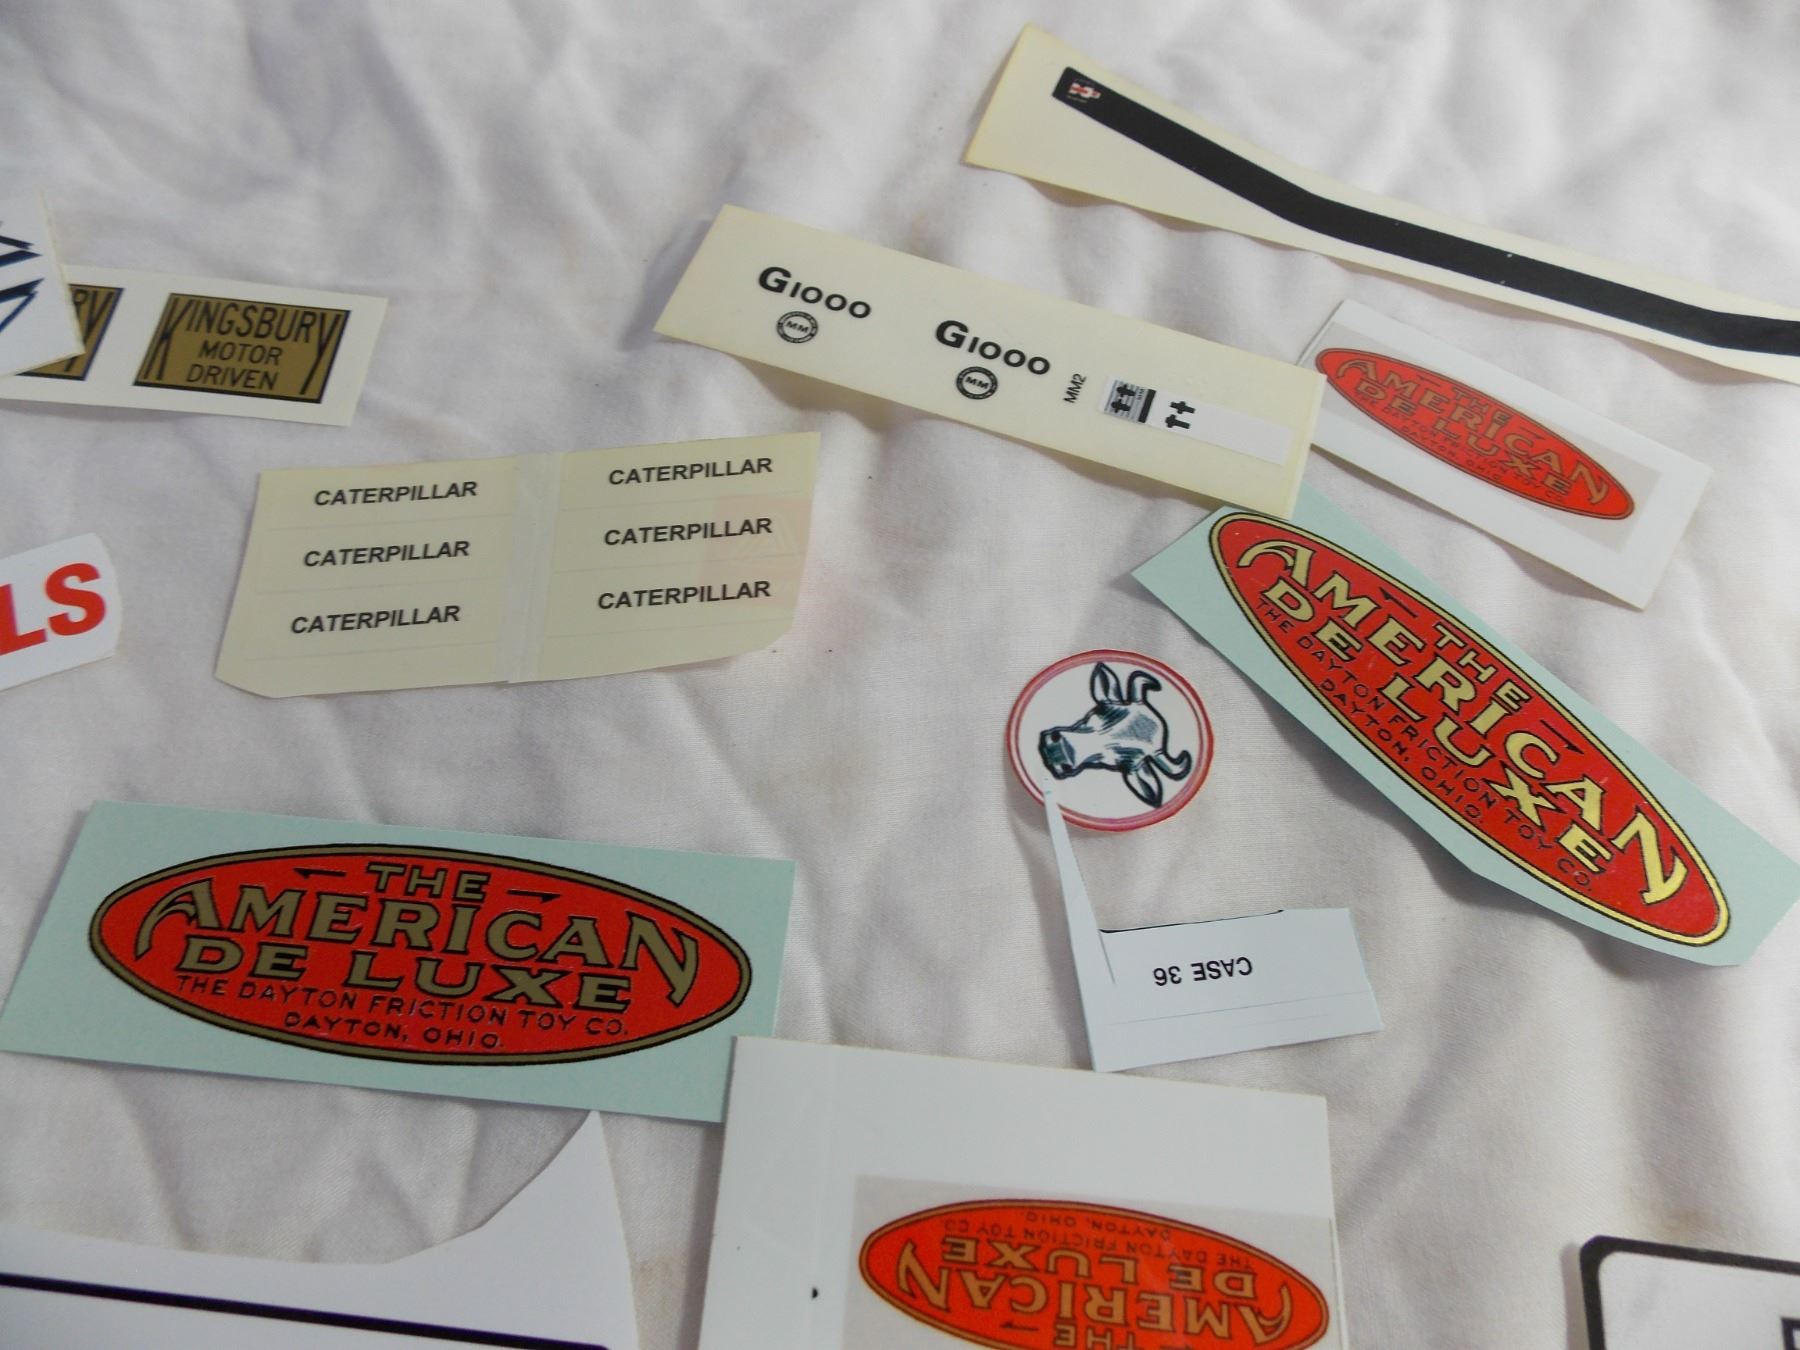 KINGSBURY
MOTOR
DRIVEN
RY
G1000
MM
G1000
MM
MM2
THE
AMERICAN
DE LUXE
THE DAYTON FRICTION TOY CO.
DAYTON, OHIO.
CATERPILLAR
CATERPILLAR
CATERPILLAR
CATERPILLAR
CATERPILLAR
CATERPILLAR
LS
THE
AMERICAN
DE LUXE
THE DAYTON FRICTION TOY CO.
DAYTON, OHIO.
CASE 36
THE
AMERICAN
DE LUXE
THE DAYTON FRICTION TOY CO.
DAYTON, OHIO.
THE
AMERICAN
DE LUXE
THE DAYTON FRICTION TOY CO.
DAYTON, OHIO.